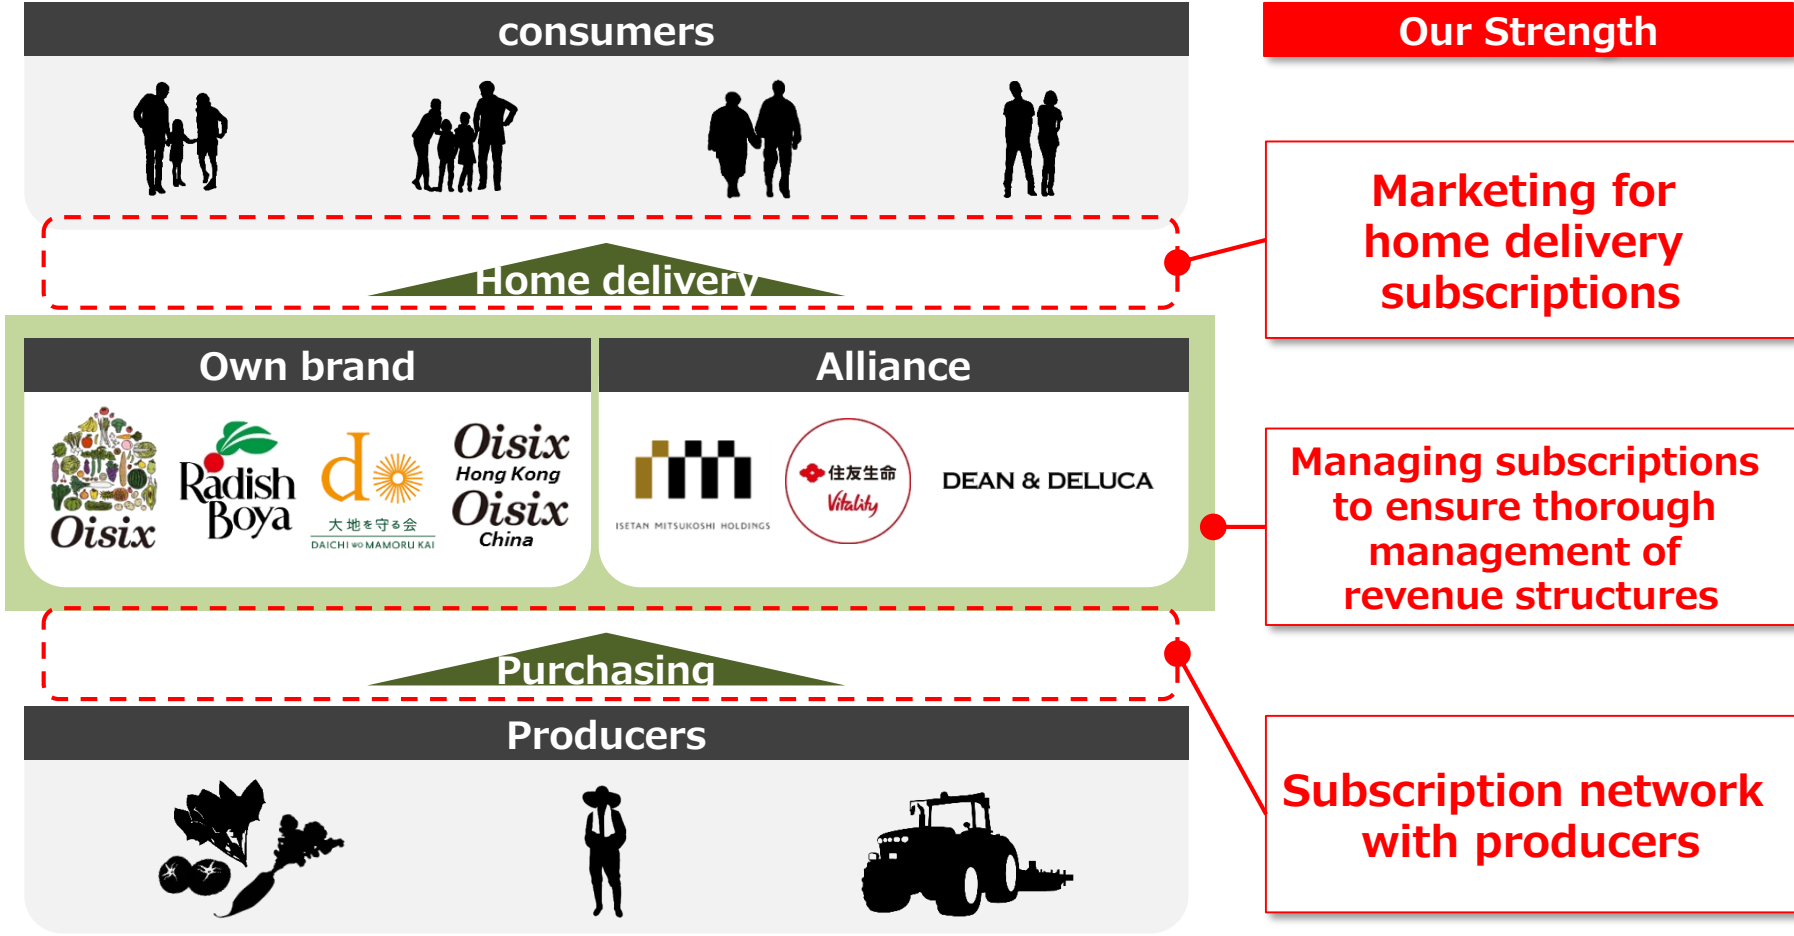 consumers
Our Strength
Marketing for
home delivery
subscriptions
Home delivery
Own brand
Alliance
Oisix
Radish
Boya
do
大地を守る会
DAICHI WO MAMORU KAI
Oisix
Hong Kong
Oisix
China
ISETAN MITSUKOSHI HOLDINGS
住友生命
Vitality
DEAN & DELUCA
Managing subscriptions
to ensure thorough
management of
revenue structures
Purchasing
Producers
Subscription network
with producers